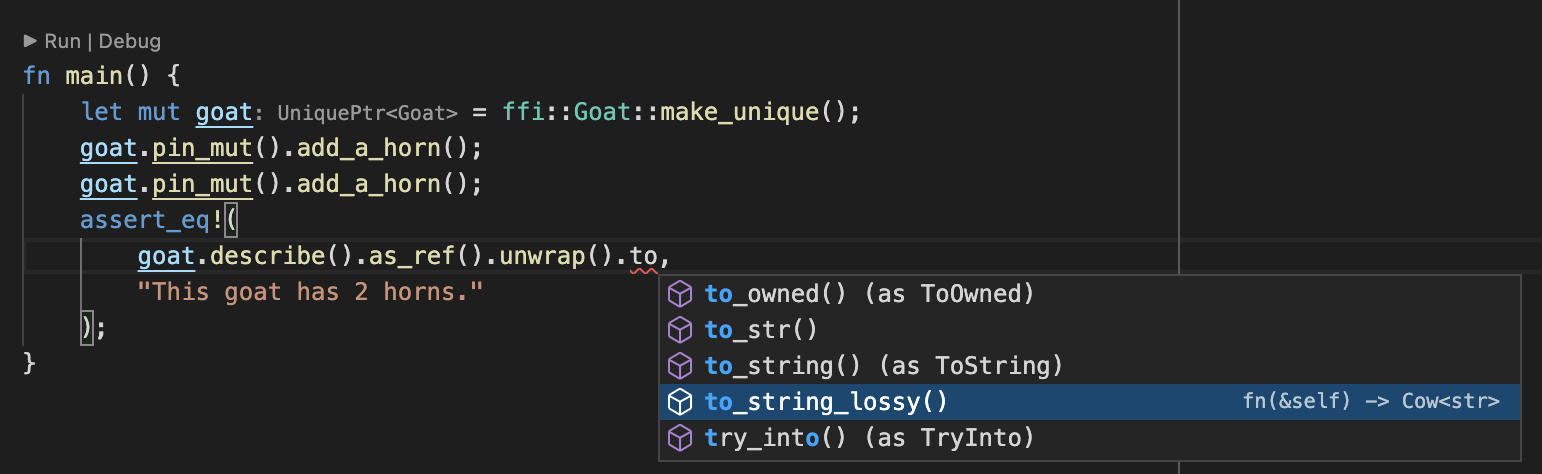 Run | Debug
fn main() {
let mut goat: UniquePtr<Goat> = ffi::Goat::make_unique();
goat.pin_mut().add_a_horn();
goat.pin_mut().add_a_horn();
assert_eq!(
goat.describe().as_ref().unwrap().to,
"This goat has 2 horns."
);
}
to_owned() (as ToOwned)
to_str()
to_string() (as ToString)
to_string_lossy() fn(&self) -> Cow<str>
try_into() (as TryInto)